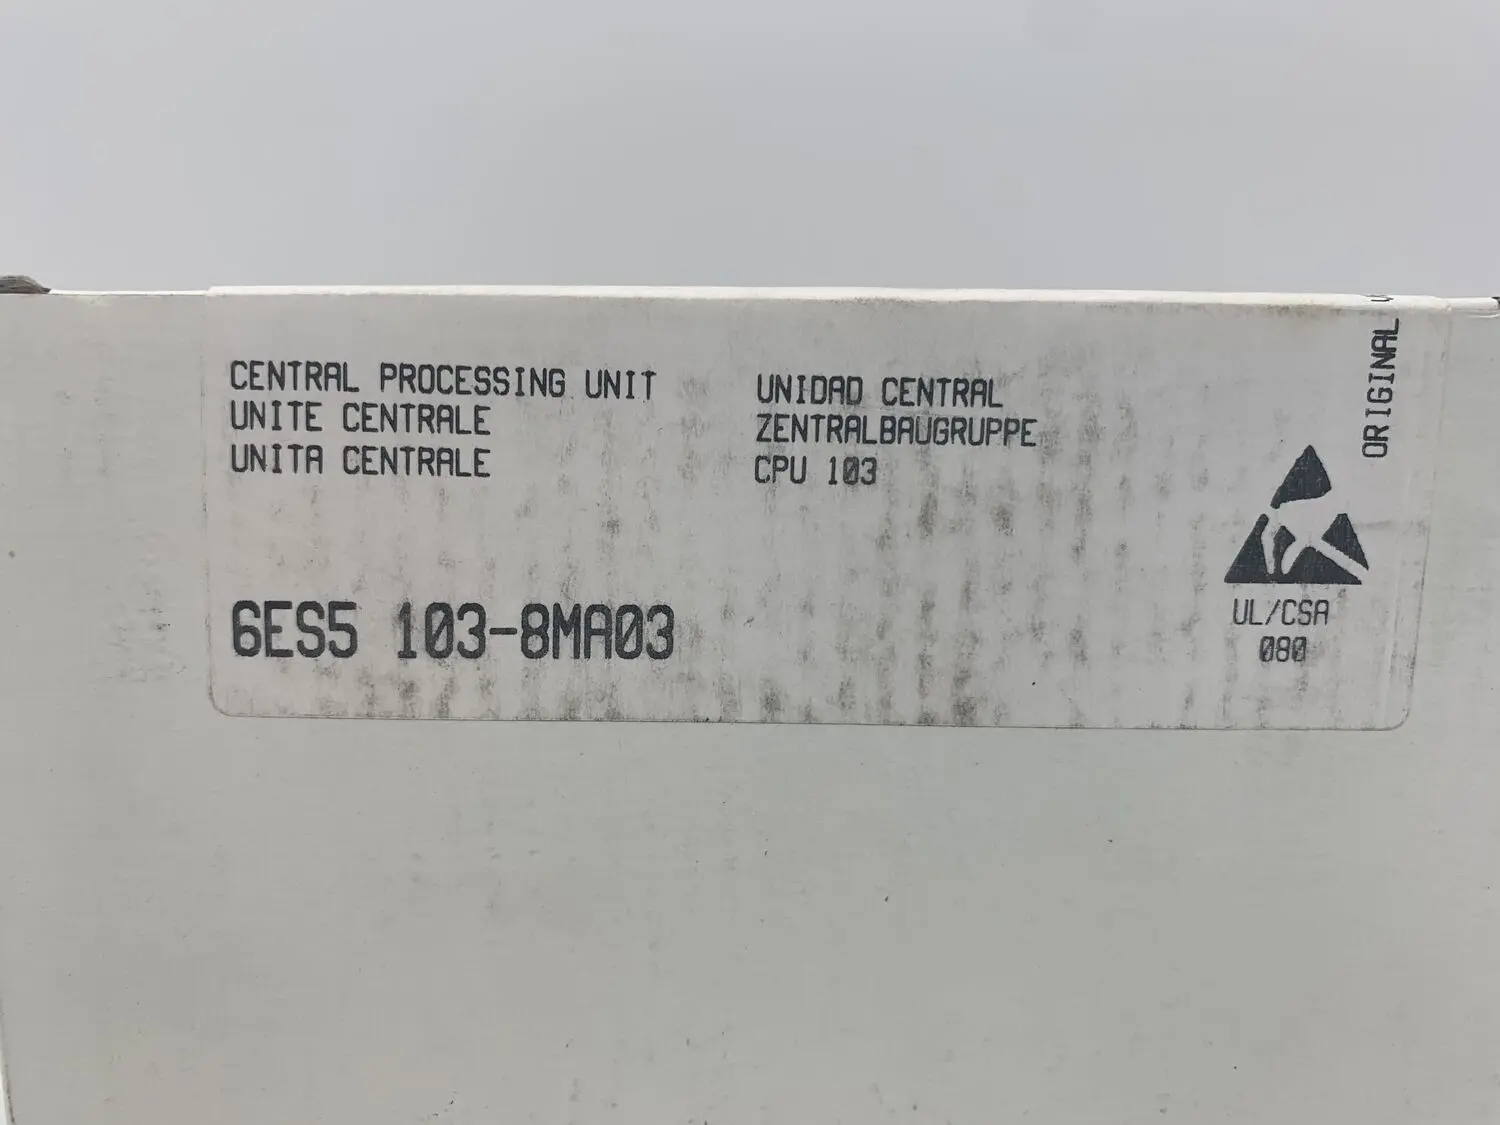 CENTRAL PROCESSING UNIT
UNITE CENTRALE
UNITA CENTRALE
UNIDAD CENTRAL
ZENTRALBAUGRUPPE
CPU 103
6ES5 103-8MA03
ORIGINAL
UL/CSA
080